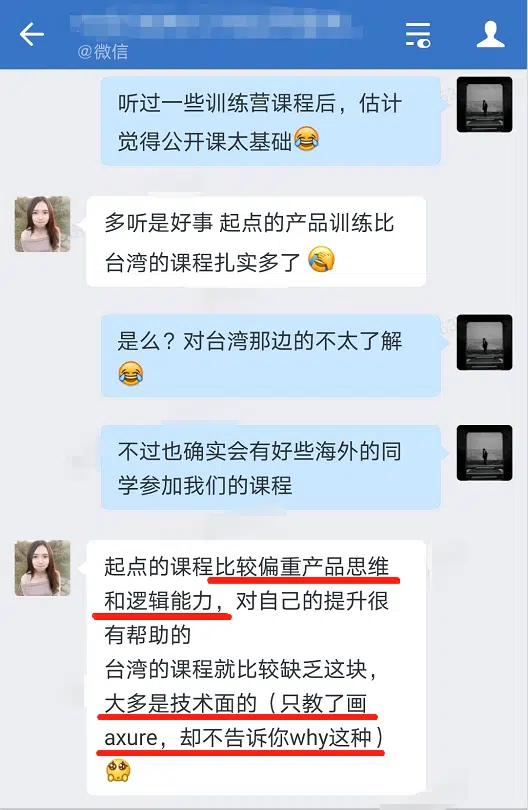 @微信
听过一些训练营课程后，估计
觉得公开课太基础😂
多听是好事 起点的产品训练比
台湾的课程扎实多了 🤣
是么？对台湾那边的不太了解
😂
不过也确实会有好些海外的同
学参加我们的课程
起点的课程比较偏重产品思维
和逻辑能力，对自己的提升很
有帮助的
台湾的课程就比较缺乏这块，
大多是技术面的（只教了画
axure，却不告诉你why这种）
🥺